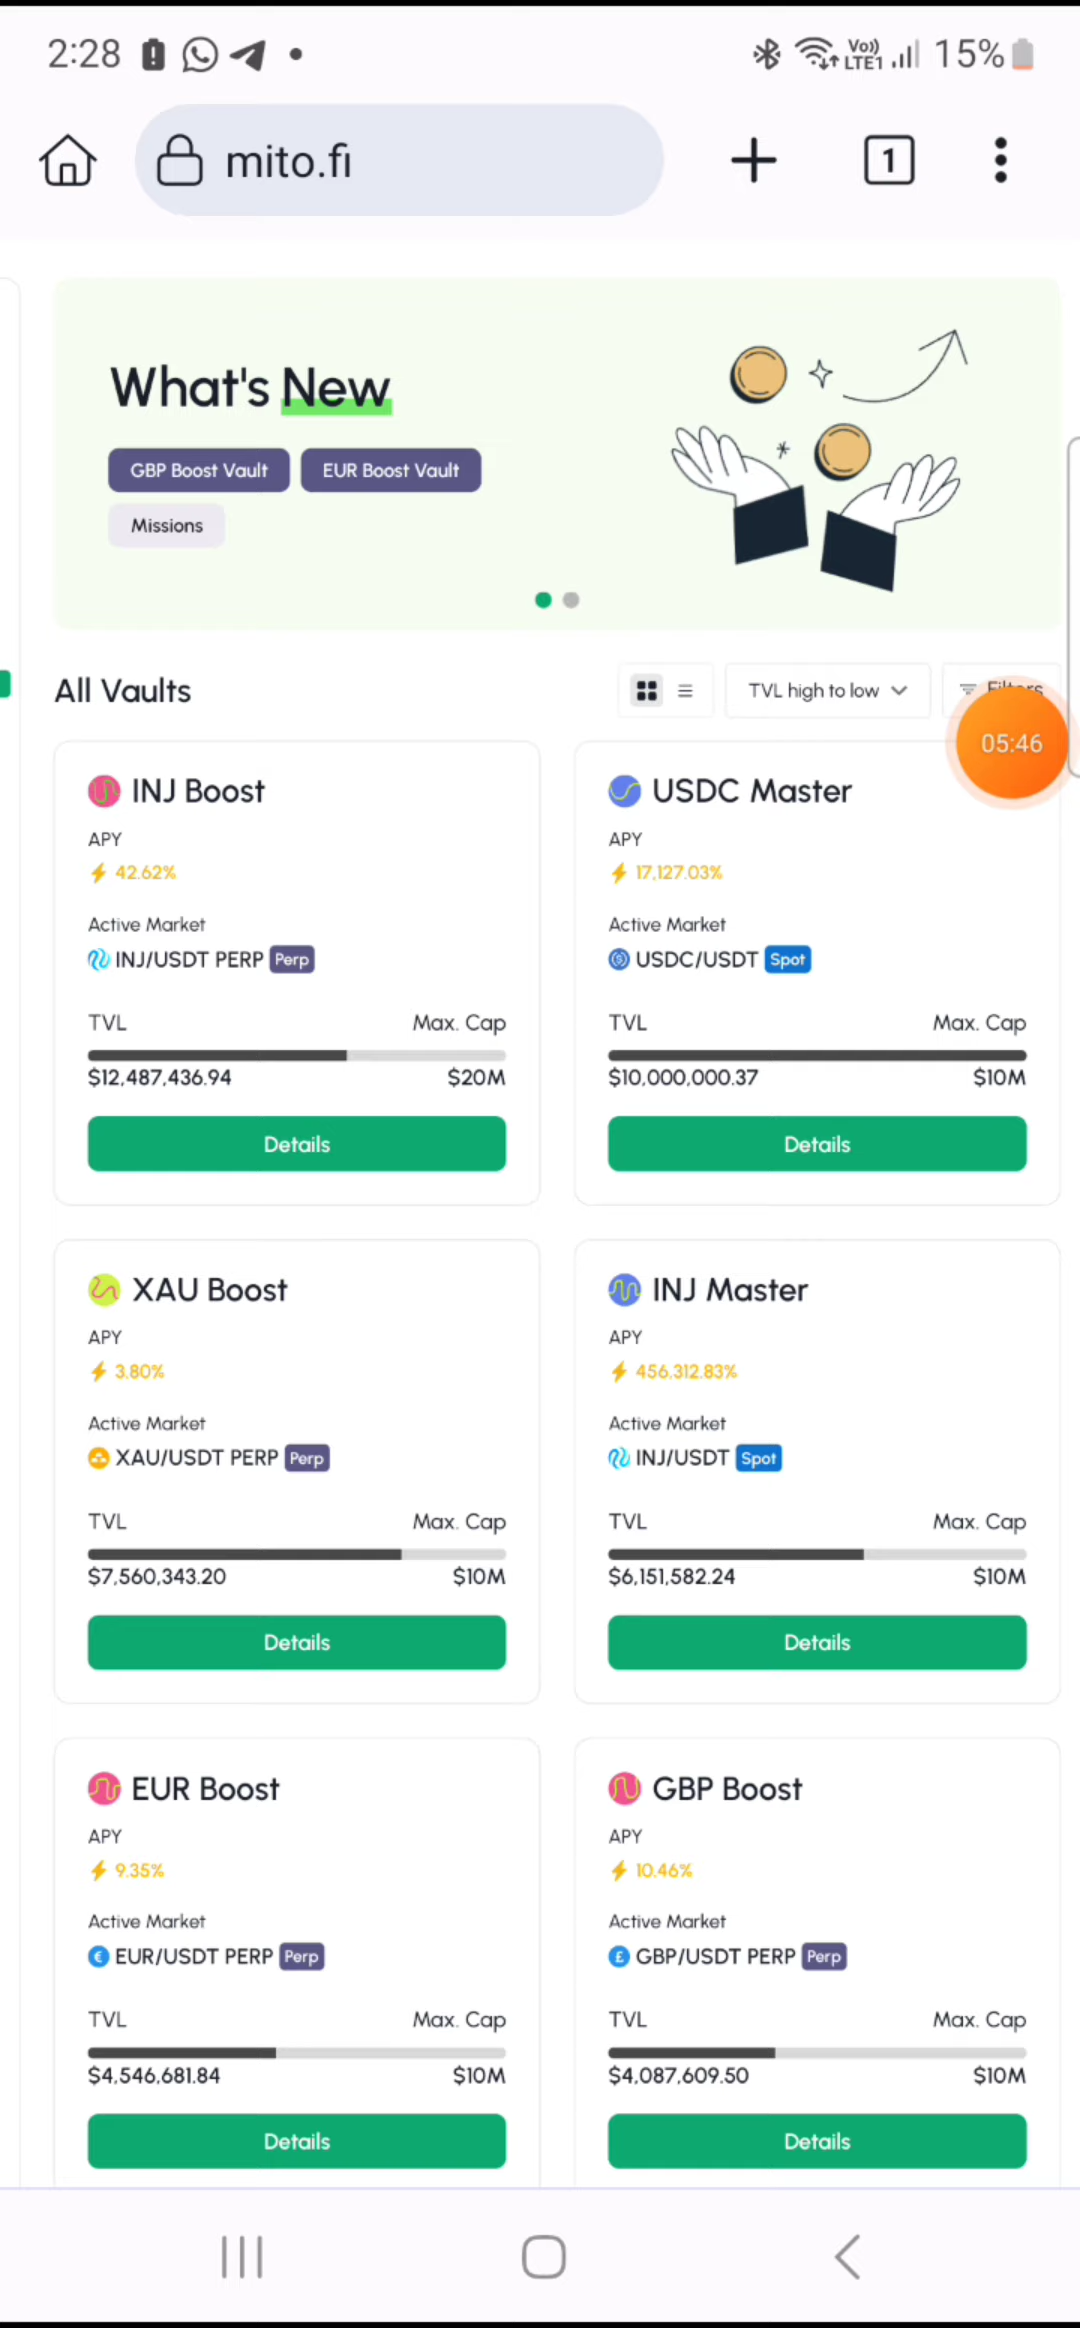 2:28
Vo))
LTE1
15%
mito.fi
1
What's New
GBP Boost Vault
EUR Boost Vault
Missions
All Vaults
TVL high to low
Filters
05:46
INJ Boost
APY
42.62%
Active Market
INJ/USDT PERP Perp
TVL Max. Cap
$12,487,436.94 $20M
Details
USDC Master
APY
17,127.03%
Active Market
USDC/USDT Spot
TVL Max. Cap
$10,000,000.37 $10M
Details
XAU Boost
APY
3.80%
Active Market
XAU/USDT PERP Perp
TVL Max. Cap
$7,560,343.20 $10M
Details
INJ Master
APY
456,312.83%
Active Market
INJ/USDT Spot
TVL Max. Cap
$6,151,582.24 $10M
Details
EUR Boost
APY
9.35%
Active Market
EUR/USDT PERP Perp
TVL Max. Cap
$4,546,681.84 $10M
Details
GBP Boost
APY
10.46%
Active Market
GBP/USDT PERP Perp
TVL Max. Cap
$4,087,609.50 $10M
Details